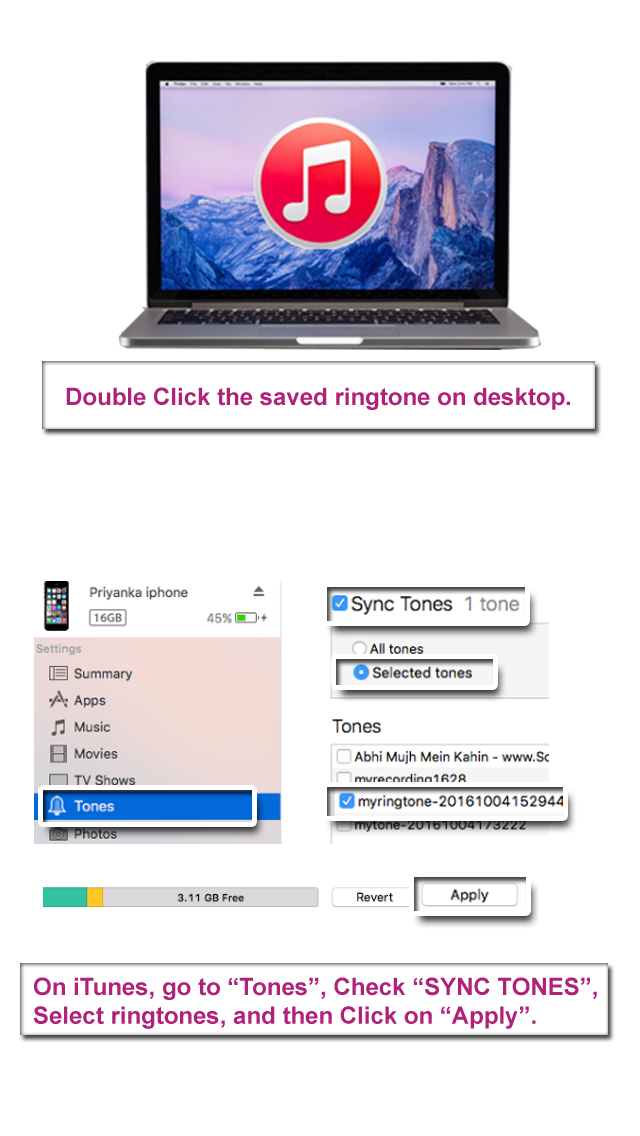 Double Click the saved ringtone on desktop.
Priyanka iphone
16GB
45%
Settings
Summary
Apps
Music
Movies
TV Shows
Tones
Photos
Sync Tones 1 tone
All tones
Selected tones
Tones
Abhi Mujh Mein Kahin - www.Sc
myrecording1628
myringtone-20161004152944
mytone-20161004173222
3.11 GB Free
Revert
Apply
On iTunes, go to “Tones”, Check “SYNC TONES”,
Select ringtones, and then Click on “Apply”.